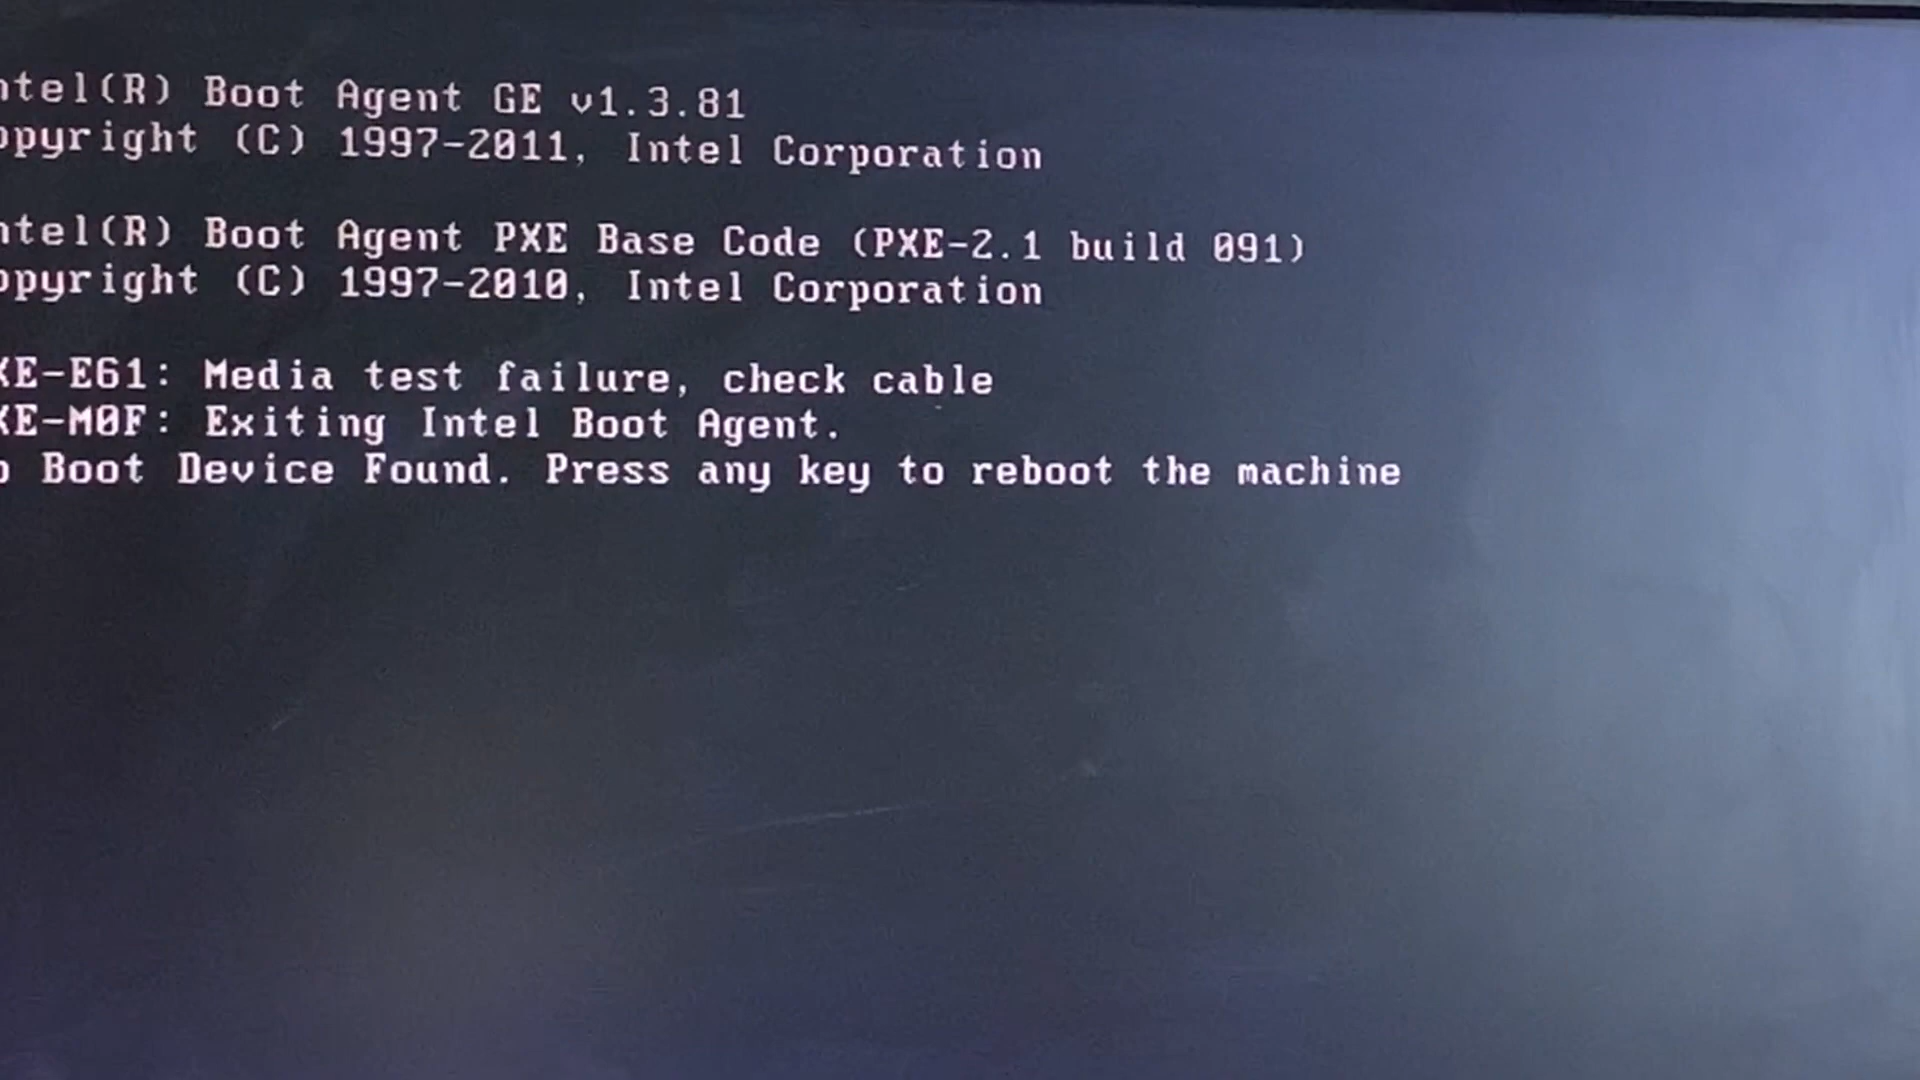 ntel(R) Boot Agent GE v1.3.81
opyright (C) 1997-2011, Intel Corporation
ntel(R) Boot Agent PXE Base Code (PXE-2.1 build 091)
opyright (C) 1997-2010, Intel Corporation
XE-E61: Media test failure, check cable
XE-M0F: Exiting Intel Boot Agent.
o Boot Device Found. Press any key to reboot the machine